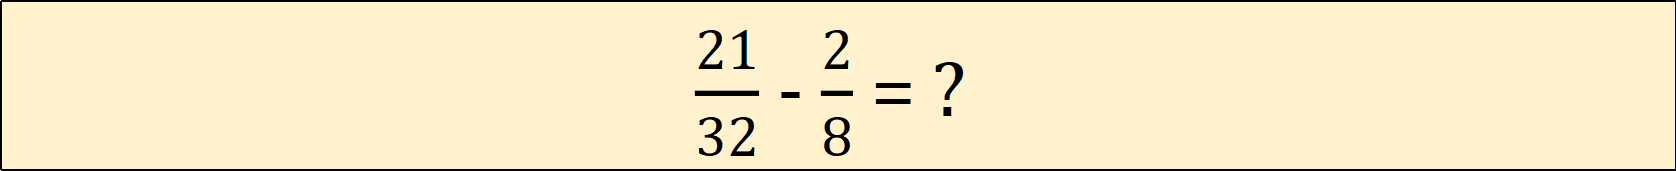 21/32 - 2/8 = ?